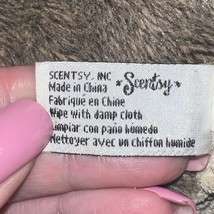 SCENTSY, INC
Made in China
*Scentsy*
Fabriqué en Chine
Wipe with damp cloth
Limpiar con paño húmedo
Nettoyer avec un chiffon humide